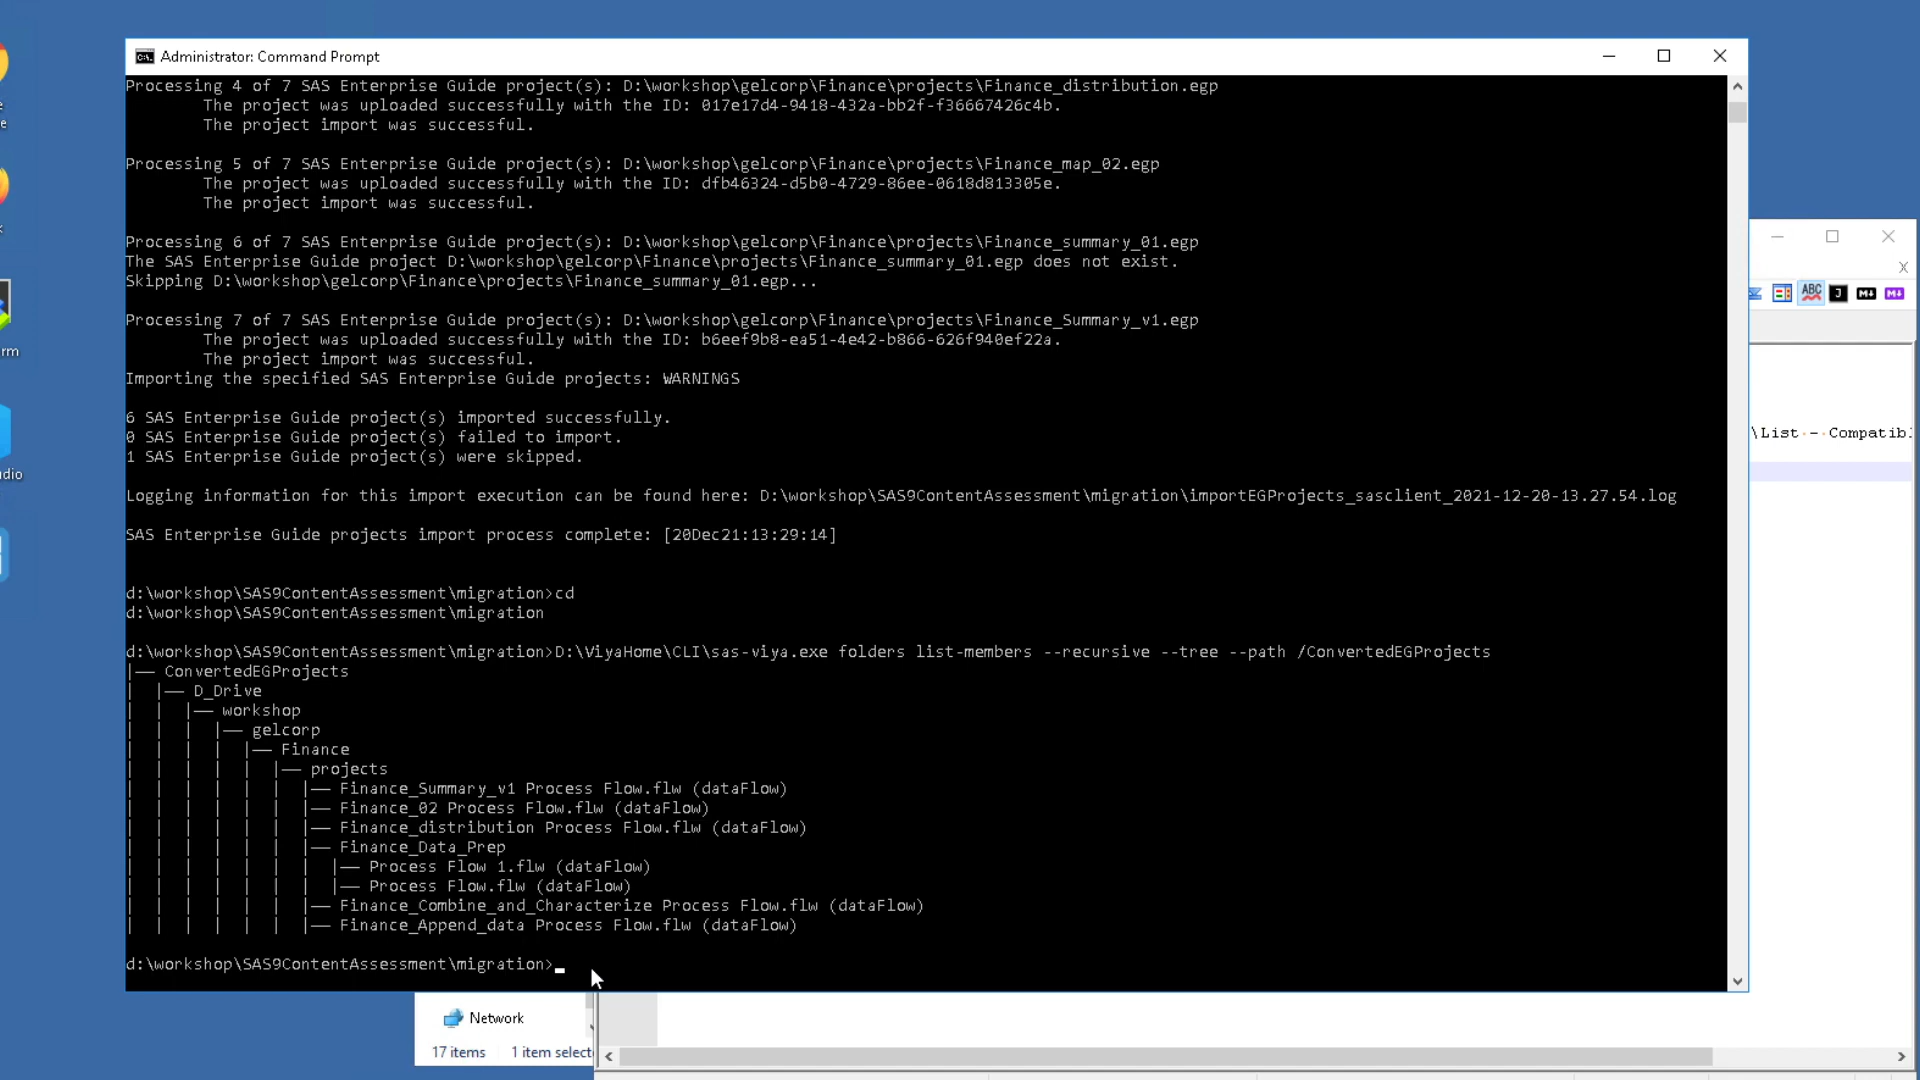 Administrator: Command Prompt
Processing 4 of 7 SAS Enterprise Guide project(s): D:\workshop\gelcorp\Finance\projects\Finance_distribution.egp
The project was uploaded successfully with the ID: 017e17d4-9418-432a-bb2f-f36667426c4b.
The project import was successful.
Processing 5 of 7 SAS Enterprise Guide project(s): D:\workshop\gelcorp\Finance\projects\Finance_map_02.egp
The project was uploaded successfully with the ID: dfb46324-d5b0-4729-86ee-0618d813305e.
The project import was successful.
Processing 6 of 7 SAS Enterprise Guide project(s): D:\workshop\gelcorp\Finance\projects\Finance_summary_01.egp
The SAS Enterprise Guide project D:\workshop\gelcorp\Finance\projects\Finance_summary_01.egp does not exist.
Skipping D:\workshop\gelcorp\Finance\projects\Finance_summary_01.egp...
Processing 7 of 7 SAS Enterprise Guide project(s): D:\workshop\gelcorp\Finance\projects\Finance_Summary_v1.egp
The project was uploaded successfully with the ID: b6eef9b8-ea51-4e42-b866-626f940ef22a.
The project import was successful.
Importing the specified SAS Enterprise Guide projects: WARNINGS
6 SAS Enterprise Guide project(s) imported successfully.
0 SAS Enterprise Guide project(s) failed to import.
1 SAS Enterprise Guide project(s) were skipped.
Logging information for this import execution can be found here: D:\workshop\SAS9ContentAssessment\migration\importEGProjects_sasclient_2021-12-20-13.27.54.log
SAS Enterprise Guide projects import process complete: [20Dec21:13:29:14]
d:\workshop\SAS9ContentAssessment\migration>cd
d:\workshop\SAS9ContentAssessment\migration
d:\workshop\SAS9ContentAssessment\migration>D:\ViyaHome\CLI\sas-viya.exe folders list-members --recursive --tree --path /ConvertedEGProjects
|—— ConvertedEGProjects
| |—— D_Drive
| | |—— workshop
| | | |—— gelcorp
| | | | |—— Finance
| | | | | |—— projects
| | | | | | |—— Finance_Summary_v1 Process Flow.flw (dataFlow)
| | | | | | |—— Finance_02 Process Flow.flw (dataFlow)
| | | | | | |—— Finance_distribution Process Flow.flw (dataFlow)
| | | | | | |—— Finance_Data_Prep
| | | | | | | |—— Process Flow 1.flw (dataFlow)
| | | | | | | |—— Process Flow.flw (dataFlow)
| | | | | | |—— Finance_Combine_and_Characterize Process Flow.flw (dataFlow)
| | | | | | |—— Finance_Append_data Process Flow.flw (dataFlow)
d:\workshop\SAS9ContentAssessment\migration>
ABC
\List - Compatib
Network
17 items 1 item select
rm
dio